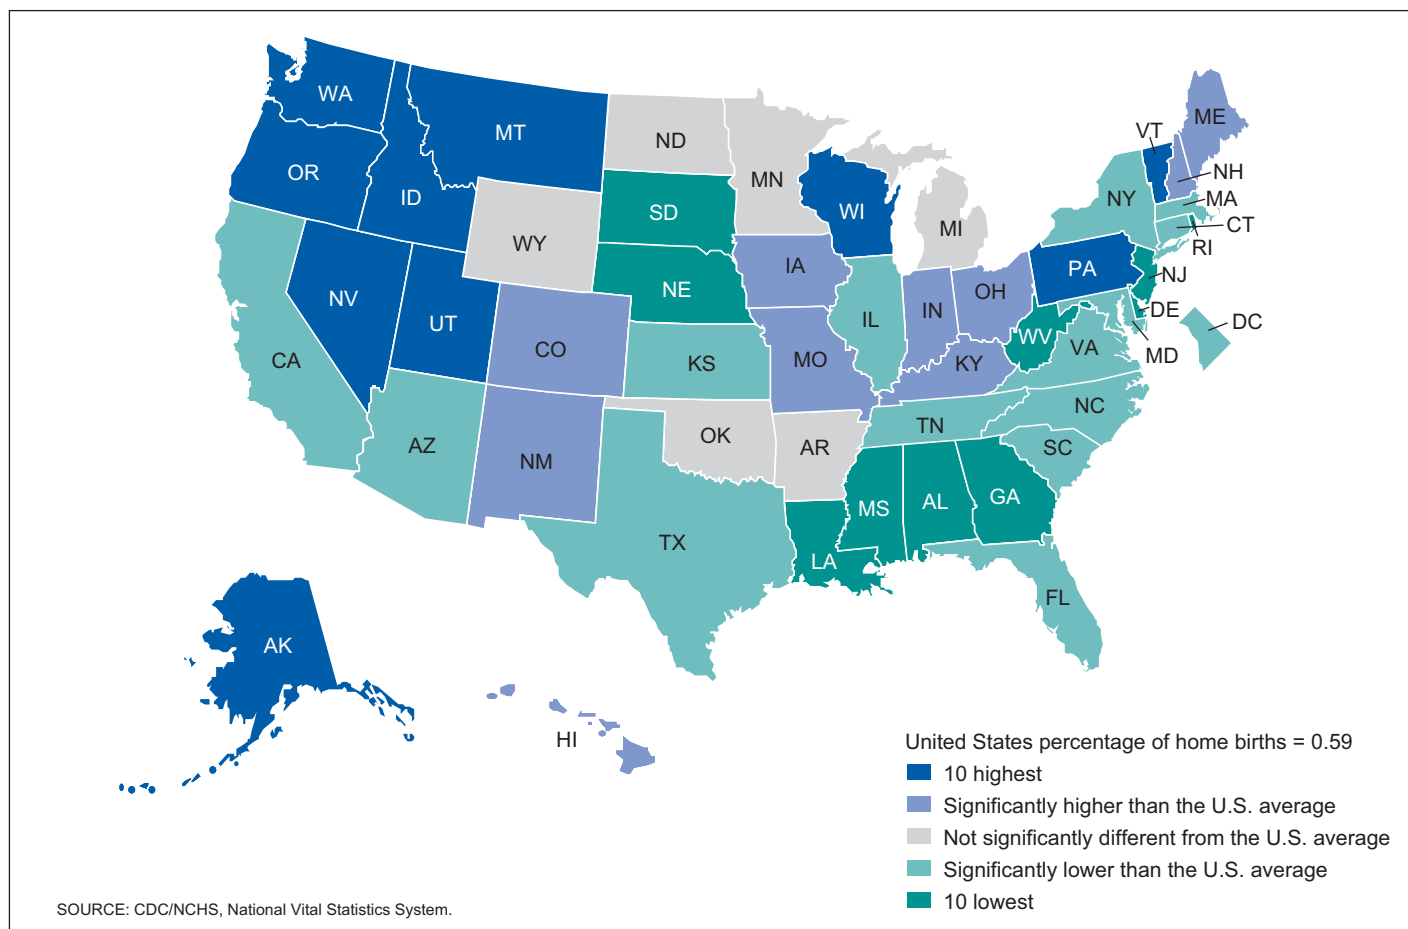 WA
MT
ND
MN
ME
VT
OR
ID
NH
NY
MA
WI
SD
MI
CT
WY
RI
IA
PA
NJ
NE
NV
OH
IN
DE
IL
UT
DC
WV
CO
VA
MD
CA
MO
KS
KY
NC
TN
OK
AZ
AR
SC
NM
GA
AL
MS
TX
LA
FL
AK
HI
United States percentage of home births = 0.59
10 highest
Significantly higher than the U.S. average
Not significantly different from the U.S. average
Significantly lower than the U.S. average
10 lowest
SOURCE: CDC/NCHS, National Vital Statistics System.